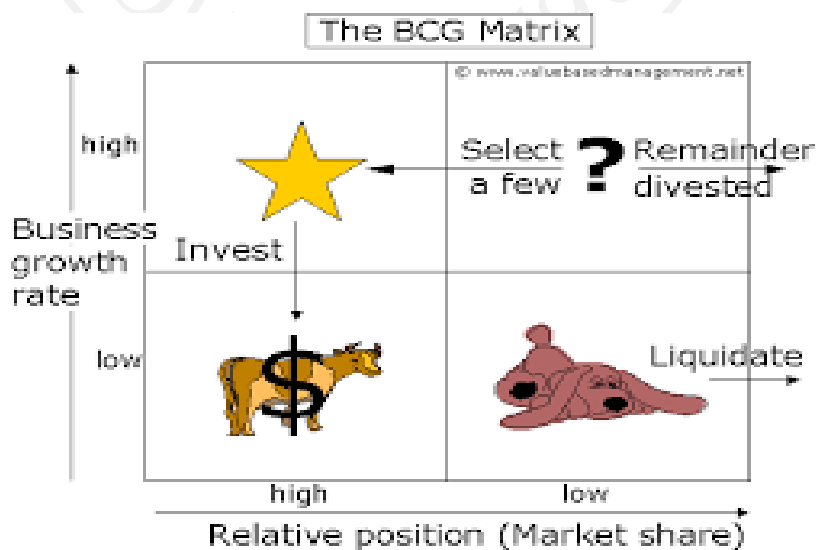 The BCG Matrix
© www.valuebasedmanagement.net
high
Select ? Remainder
a few divested
Business
growth
rate
Invest
low
$
Liquidate
high low
Relative position (Market share)